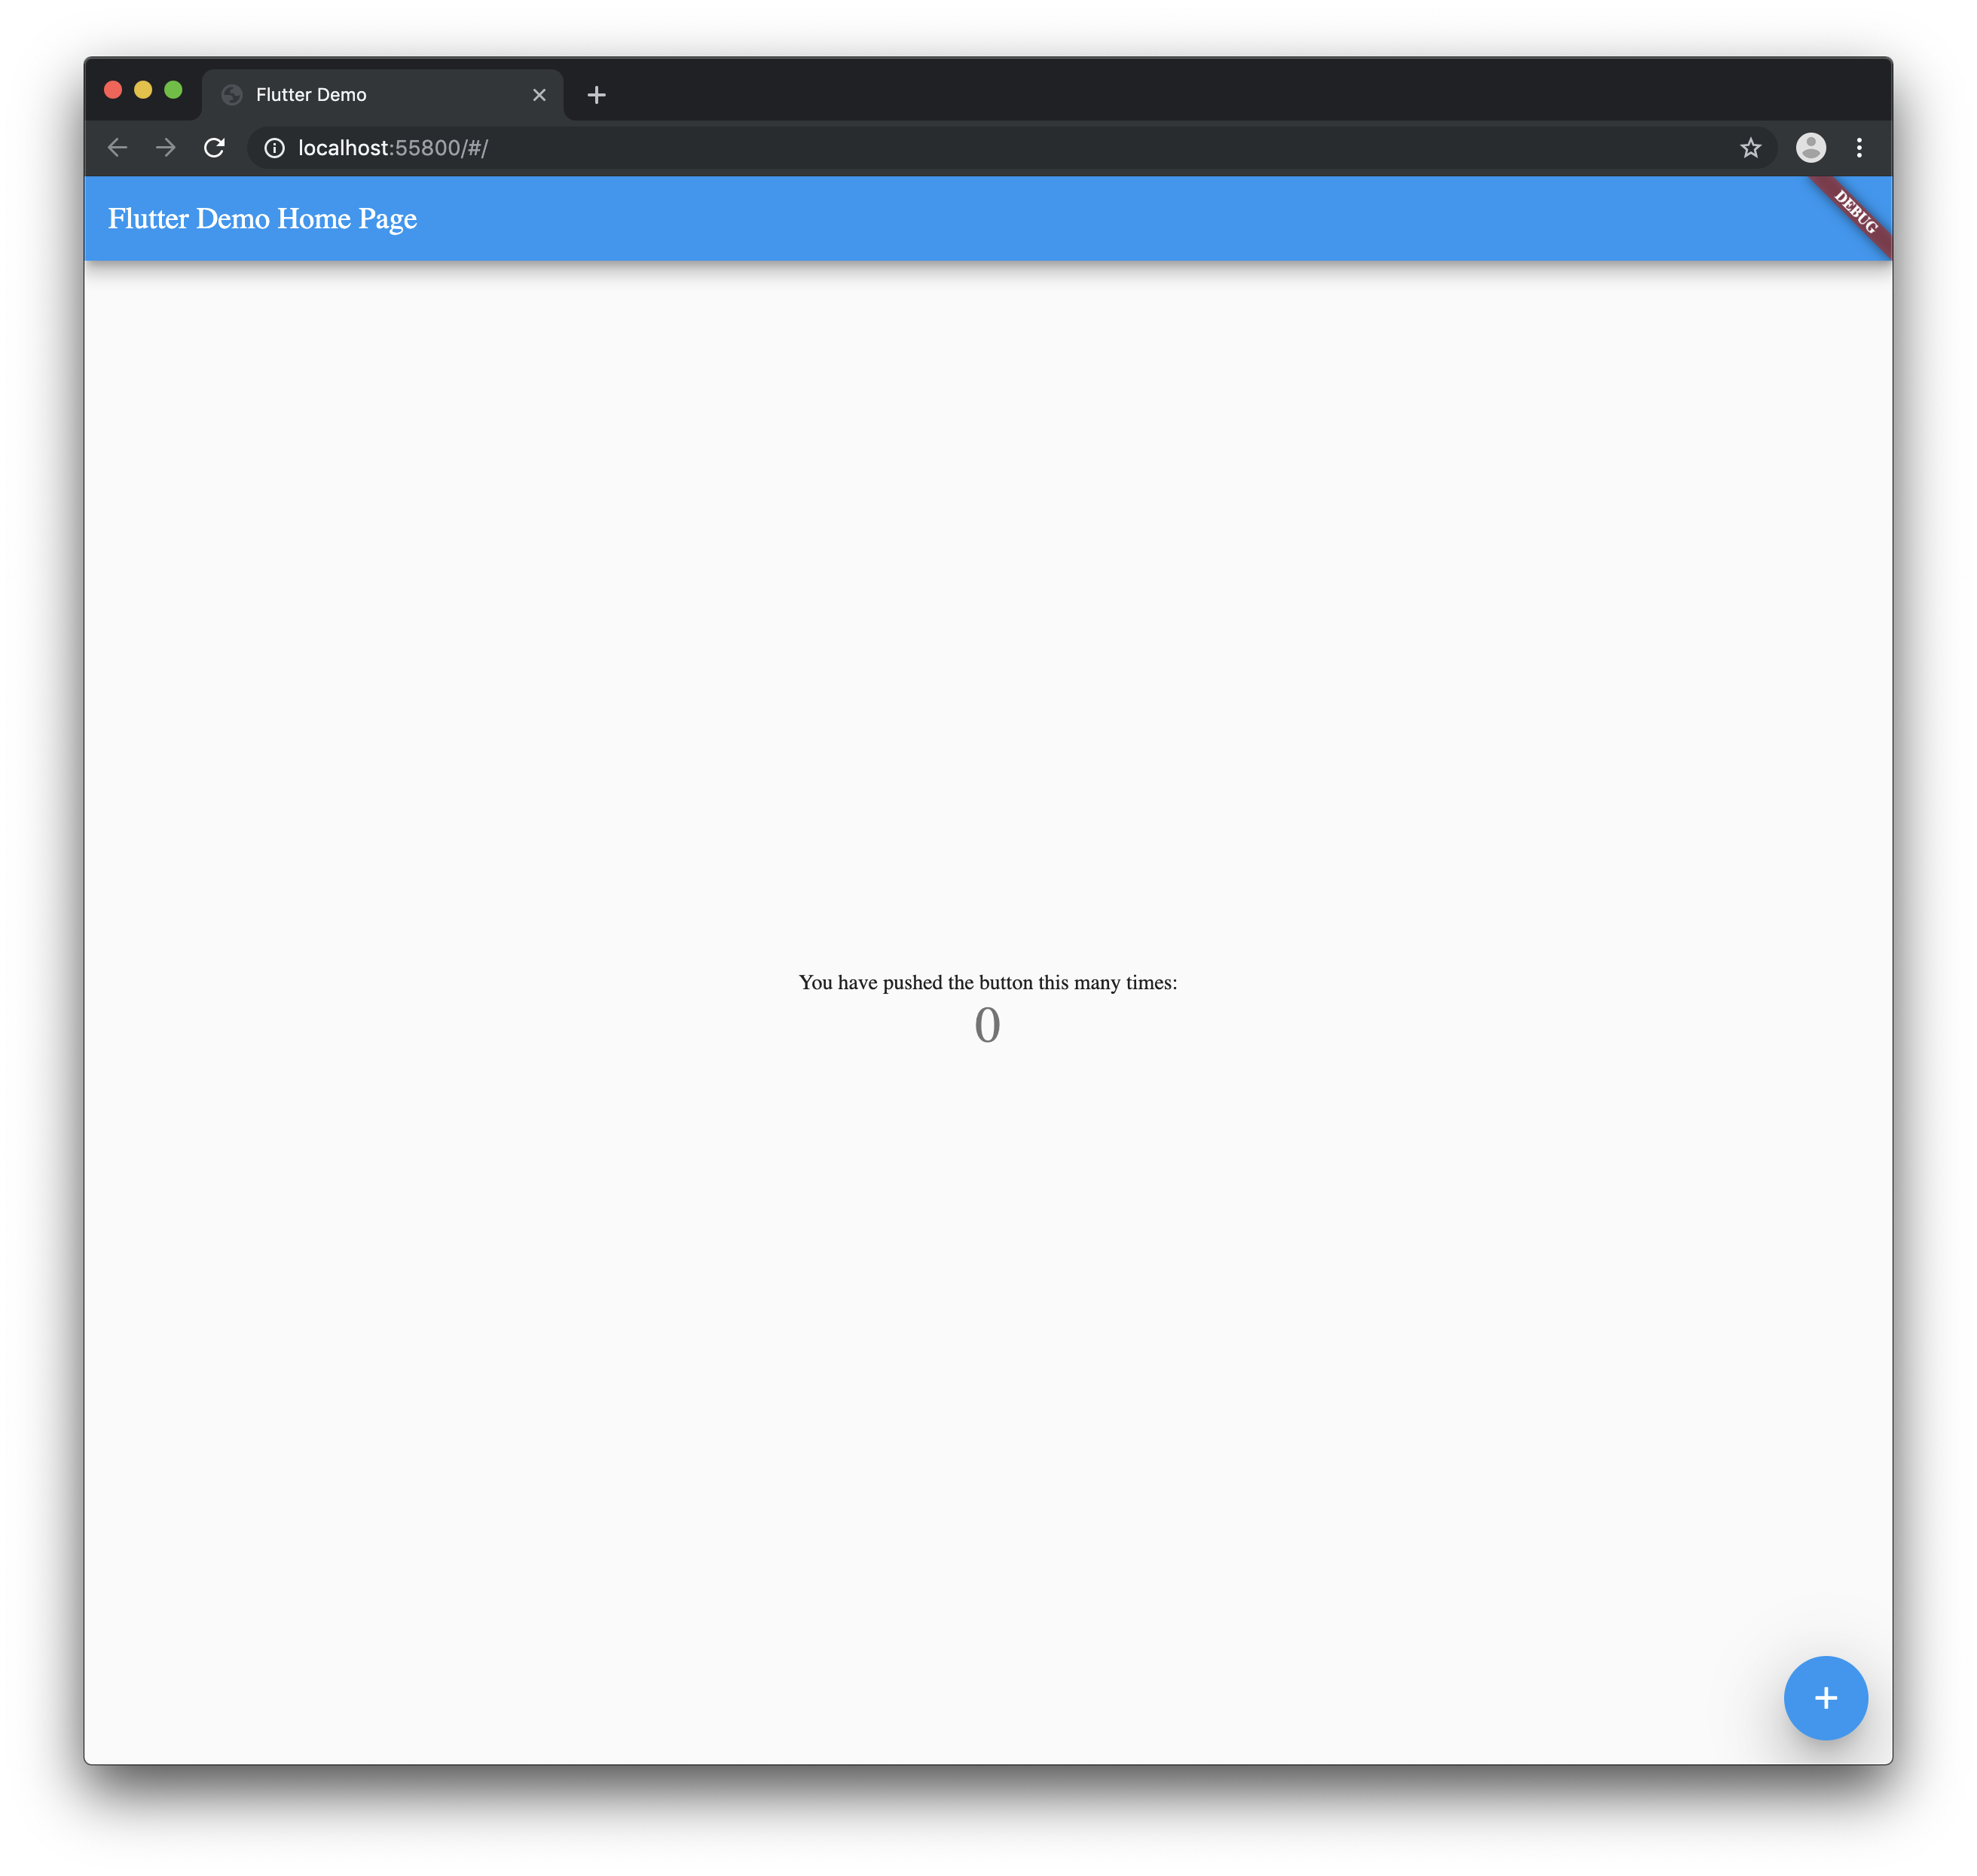 Flutter Demo
localhost:55800/#/
Flutter Demo Home Page
DEBUG
You have pushed the button this many times:
0